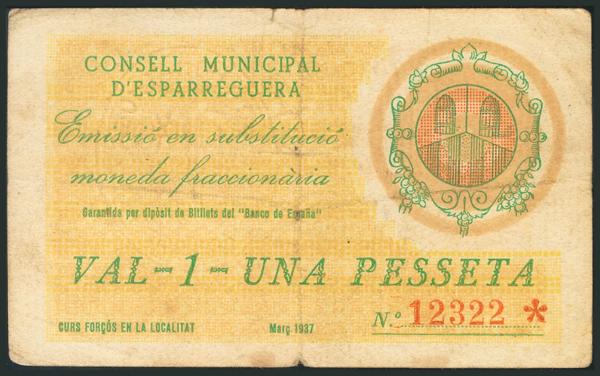 CONSELL MUNICIPAL
D'ESPARREGUERA
Emissió en substitució
moneda fraccionària
Garantida per dipòsit de Bitllets del "Banco de España"
VAL-1-UNA PESSETA
Nº 12322 *
CURS FORÇÓS EN LA LOCALITAT Març 1937